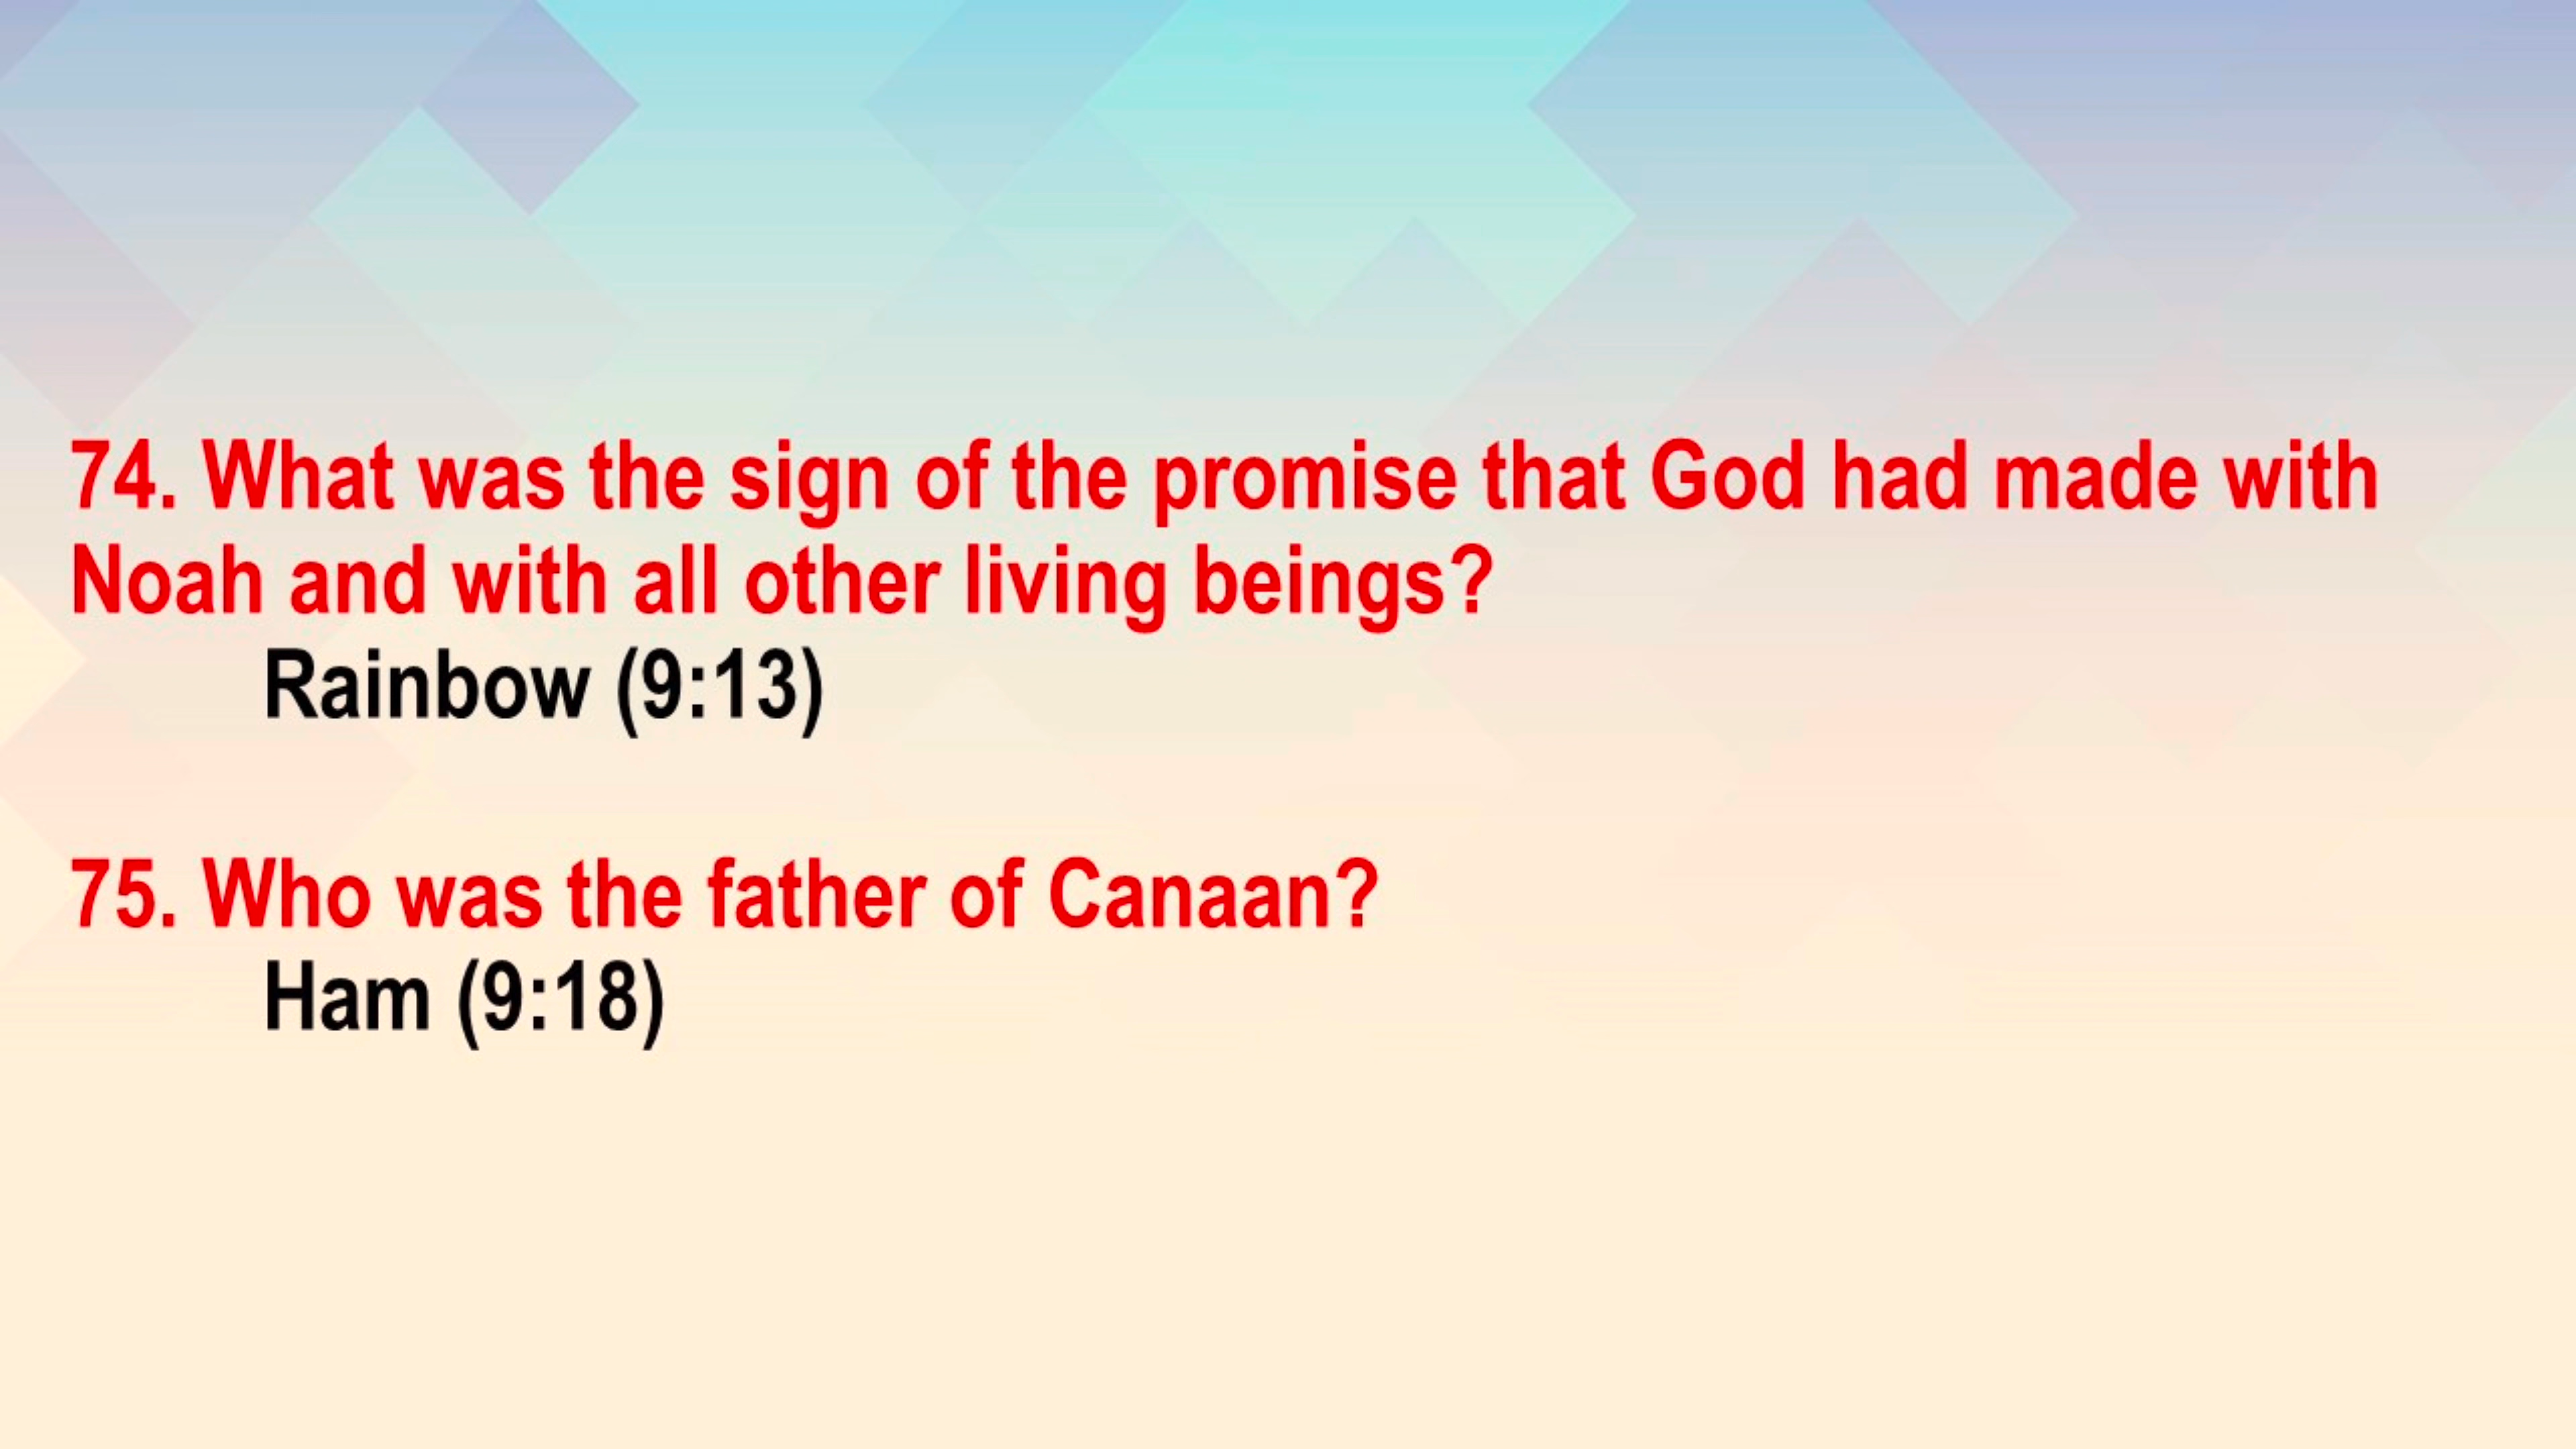 74. What was the sign of the promise that God had made with
Noah and with all other living beings?
Rainbow (9:13)
75. Who was the father of Canaan?
Ham (9:18)